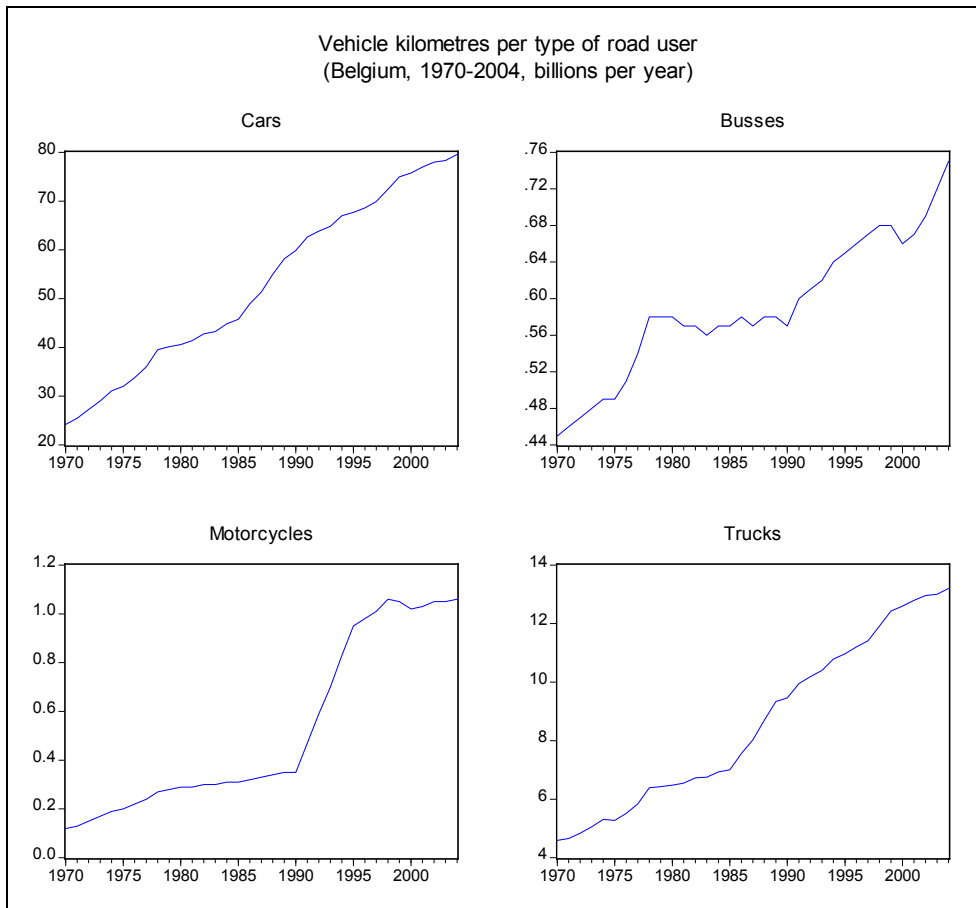 Vehicle kilometres per type of road user
(Belgium, 1970-2004, billions per year)
Cars
80
70
60
50
40
30
20
1970 1975 1980 1985 1990 1995 2000
Busses
.76
.72
.68
.64
.60
.56
.52
.48
.44
1970 1975 1980 1985 1990 1995 2000
Motorcycles
1.2
1.0
0.8
0.6
0.4
0.2
0.0
1970 1975 1980 1985 1990 1995 2000
Trucks
14
12
10
8
6
4
1970 1975 1980 1985 1990 1995 2000